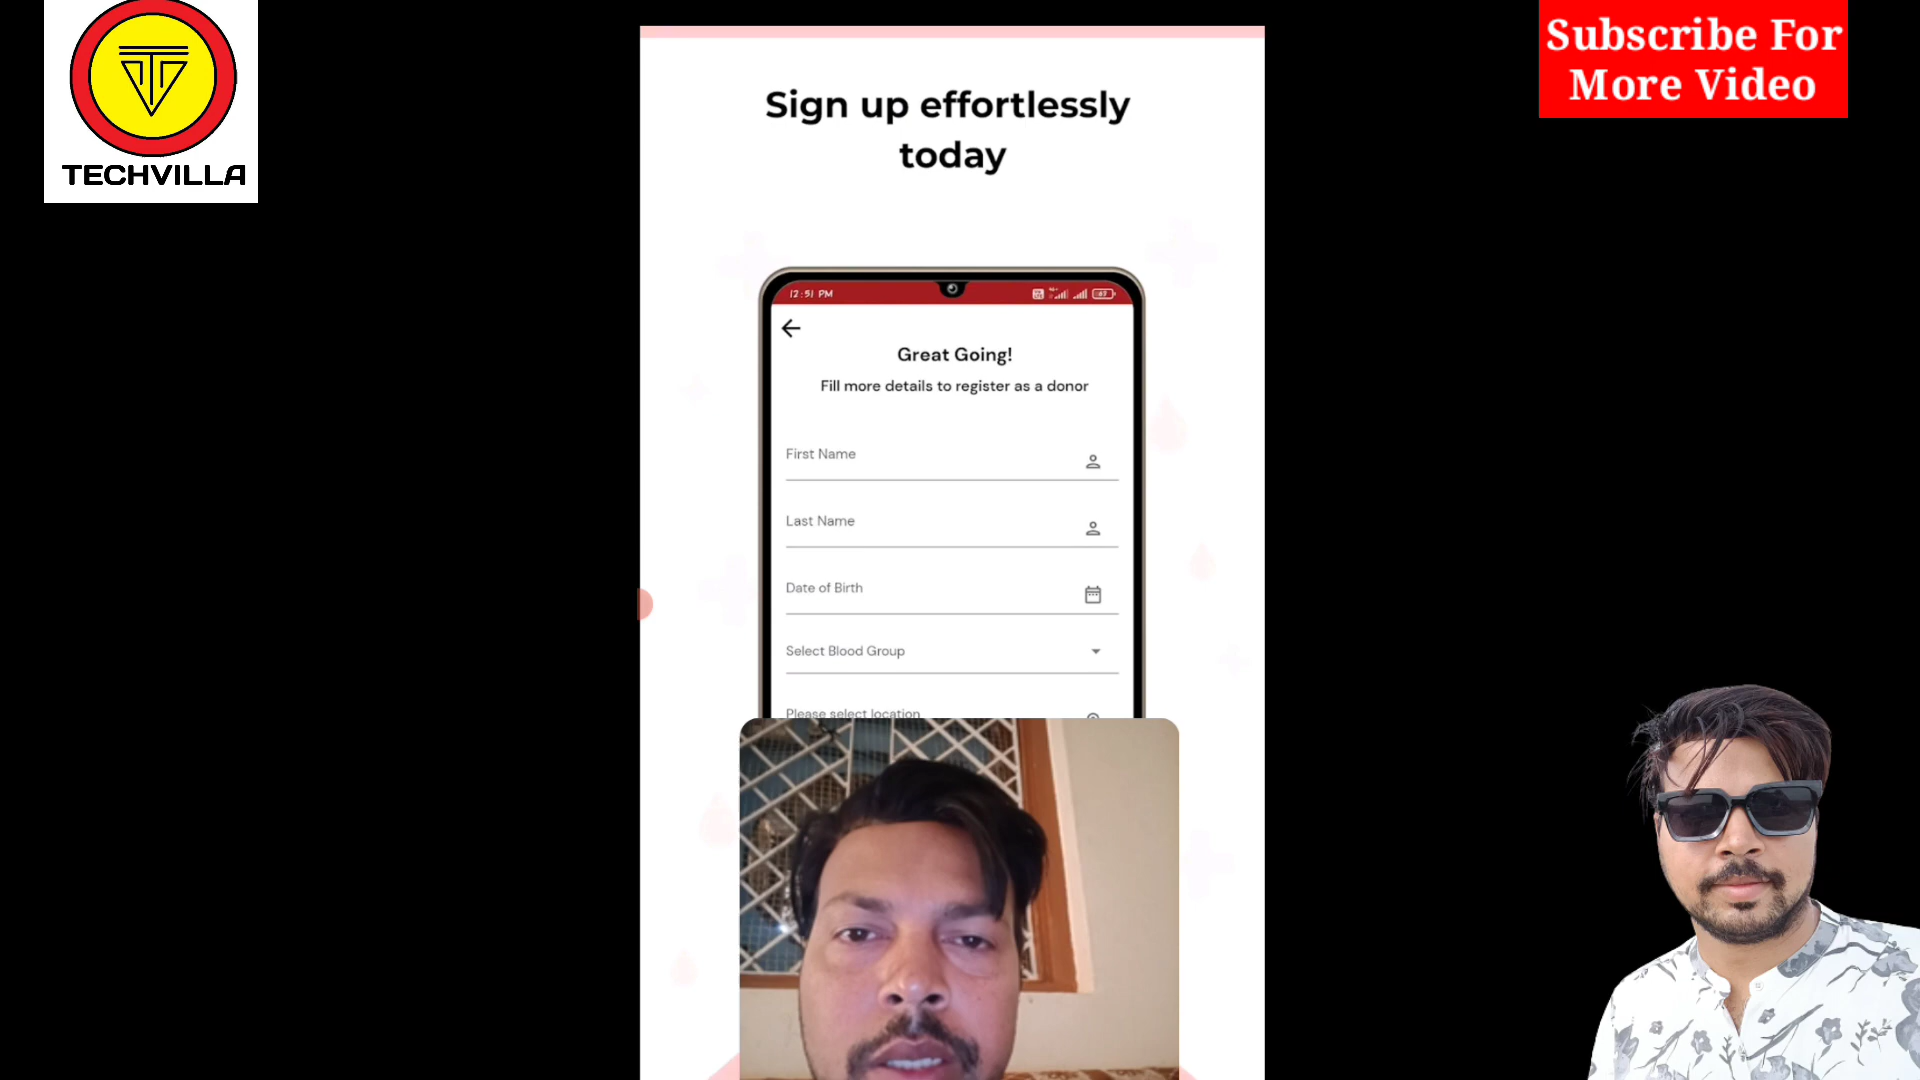 TECHVILLA
Subscribe For
More Video
Sign up effortlessly
today
12:51 PM
67
Great Going!
Fill more details to register as a donor
First Name
Last Name
Date of Birth
Select Blood Group
Please select location